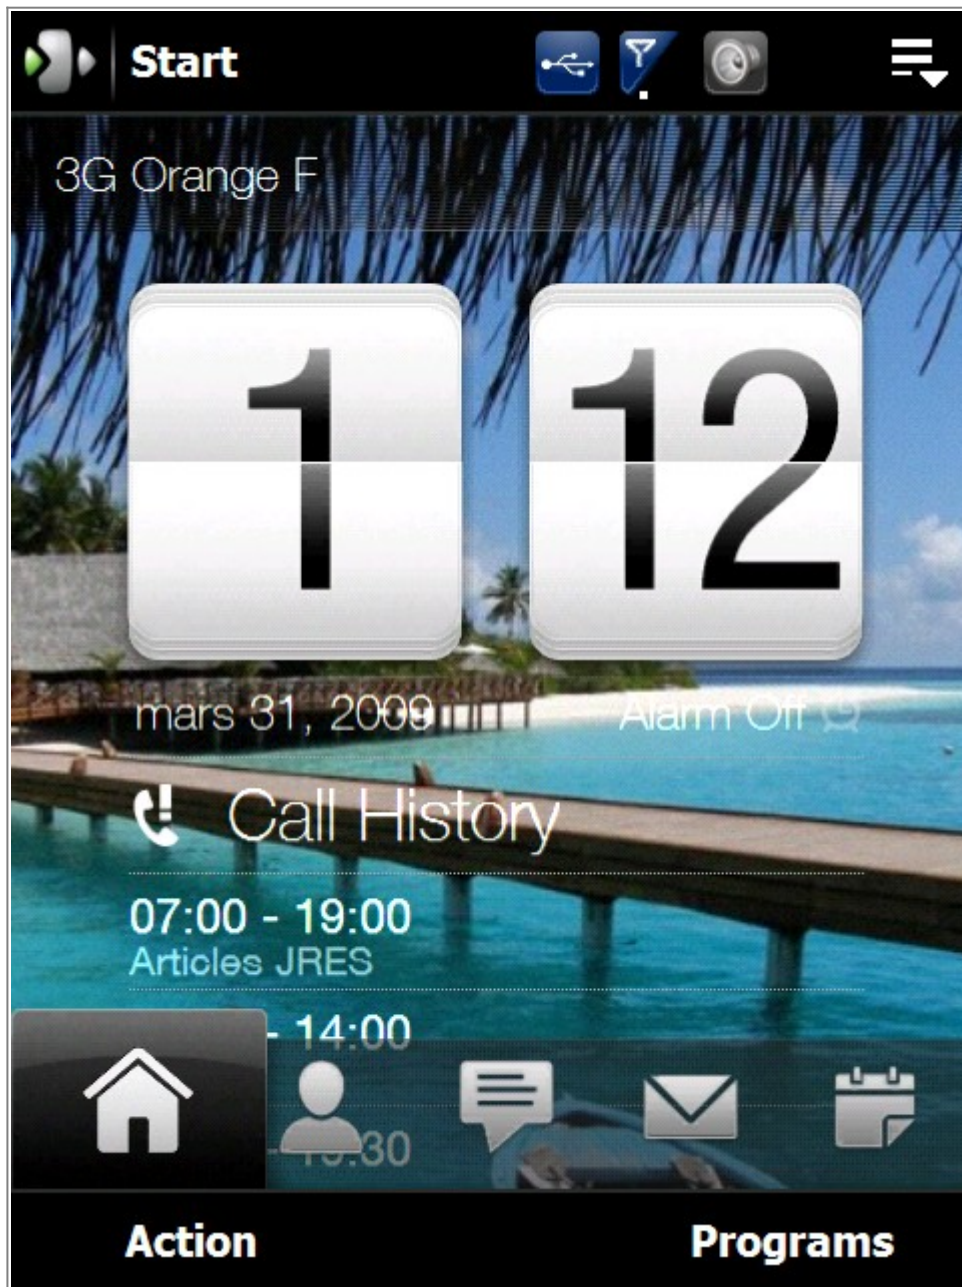 Start
3G Orange F
1 12
mars 31, 2009 Alarm Off
Call History
07:00 - 19:00
Articles JRES
- 14:00
Action Programs